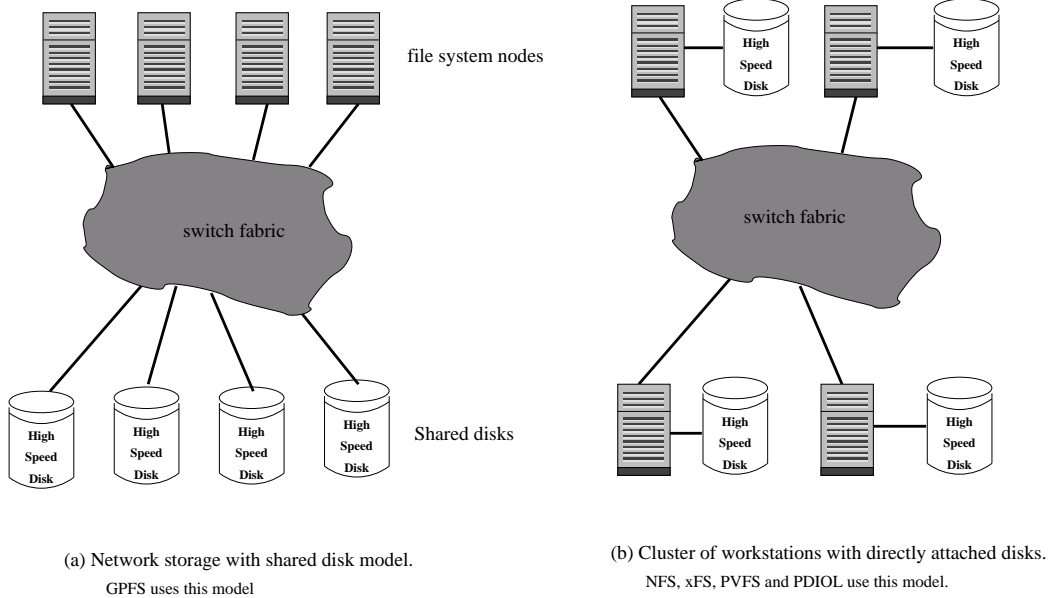 file system nodes
switch fabric
High
Speed
Disk
High
Speed
Disk
High
Speed
Disk
High
Speed
Disk
Shared disks
(a) Network storage with shared disk model.
GPFS uses this model
High
Speed
Disk
High
Speed
Disk
switch fabric
High
Speed
Disk
High
Speed
Disk
(b) Cluster of workstations with directly attached disks.
NFS, xFS, PVFS and PDIOL use this model.